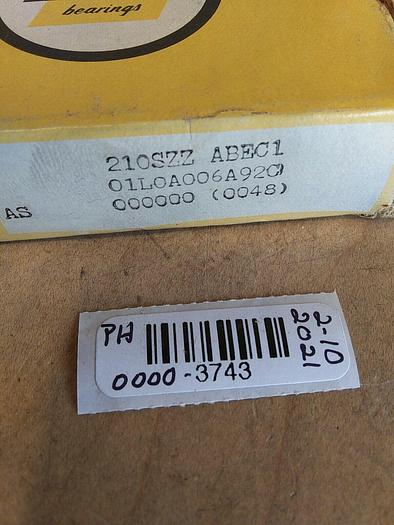 bearings
210SZZ ABEC1
01L0A006A92C
000000 (0048)
AS
PH
0000-3743
2-10
2021